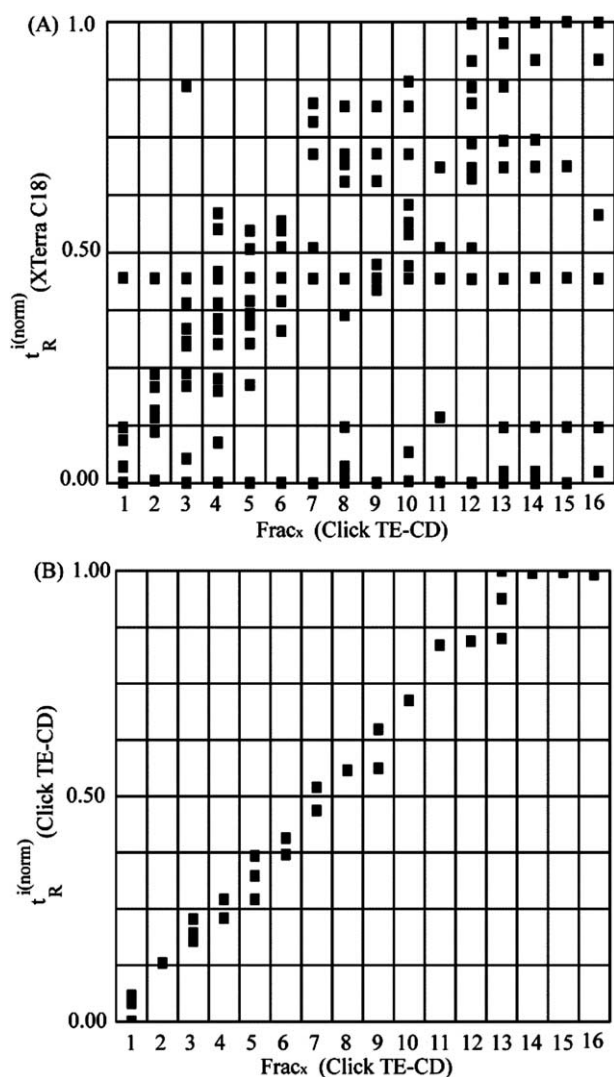 (A)
1.0
0.50
0.00
t_R^i(norm) (XTerra C18)
1 2 3 4 5 6 7 8 9 10 11 12 13 14 15 16
Fracx (Click TE-CD)
(B)
1.00
0.50
0.00
t_R^i(norm) (Click TE-CD)
1 2 3 4 5 6 7 8 9 10 11 12 13 14 15 16
Fracx (Click TE-CD)